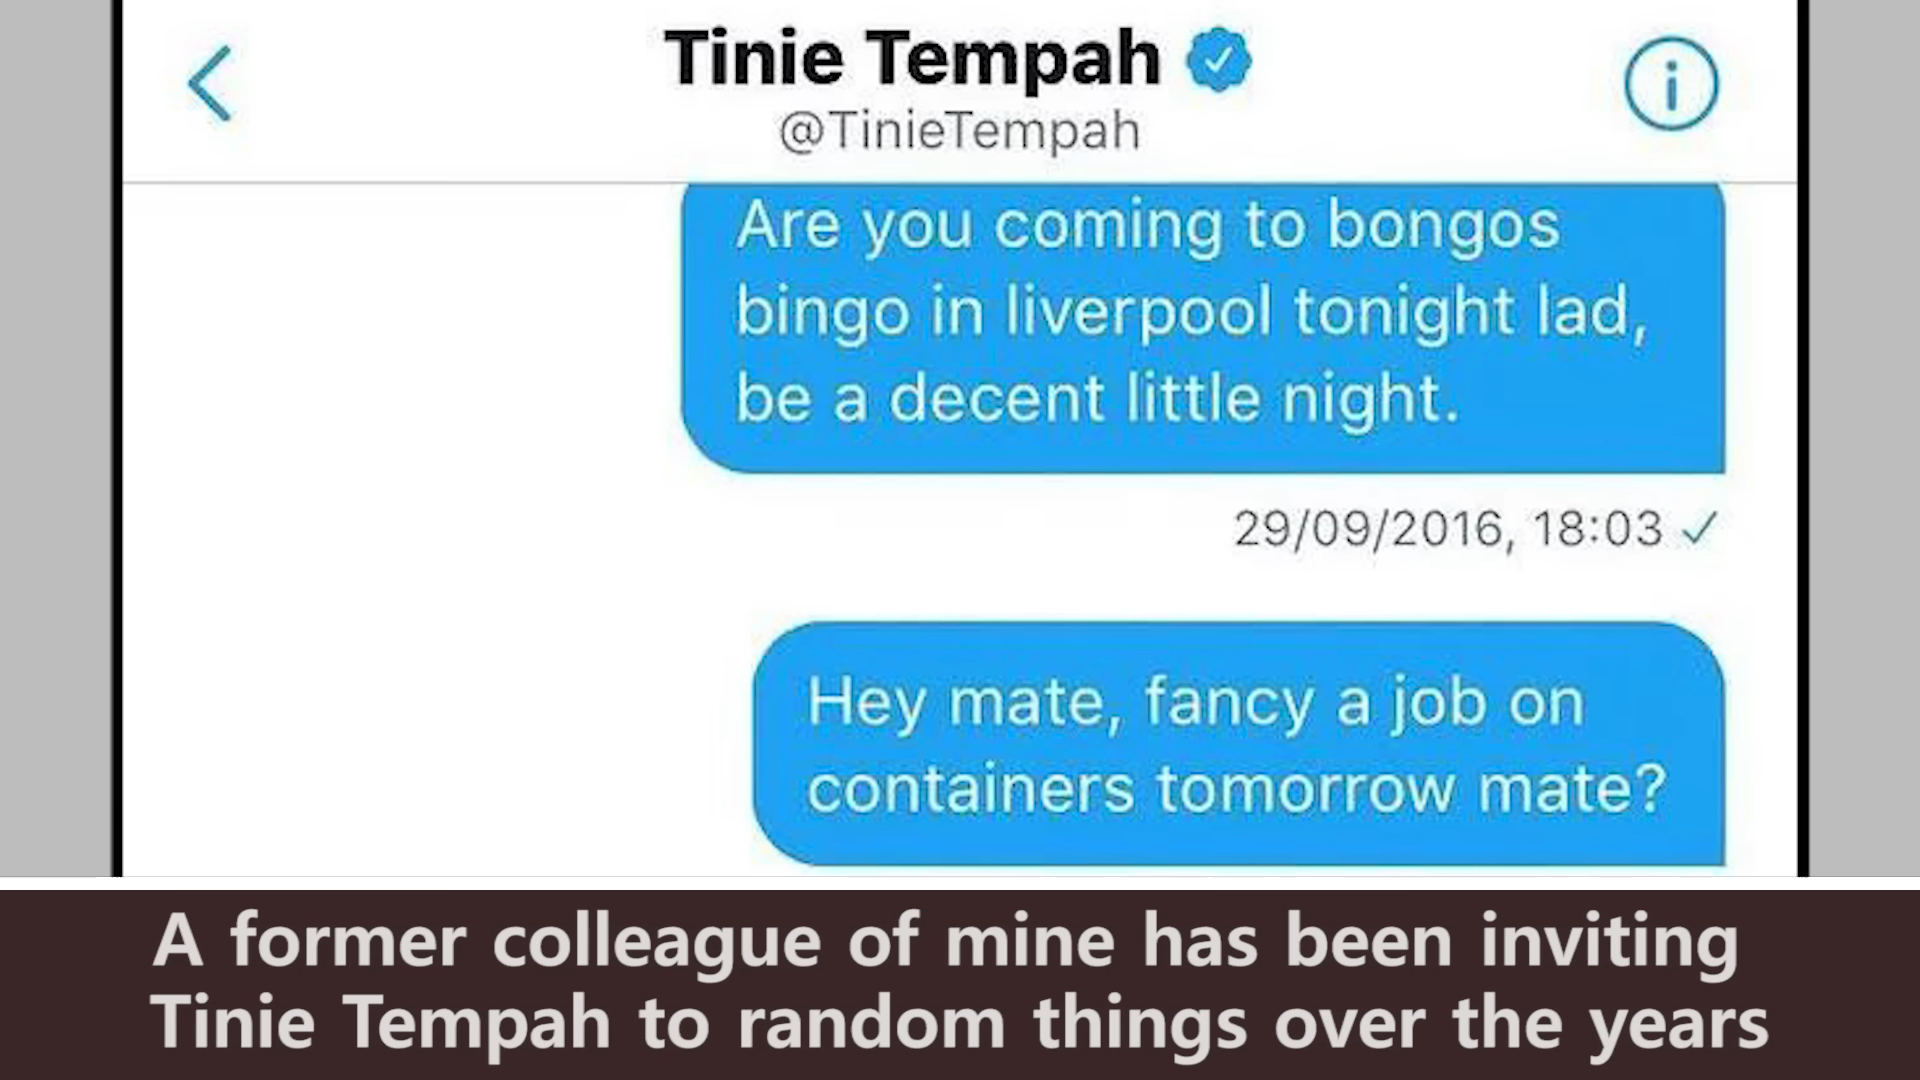 Tinie Tempah
@TinieTempah
Are you coming to bongos
bingo in liverpool tonight lad,
be a decent little night.
29/09/2016, 18:03
Hey mate, fancy a job on
containers tomorrow mate?
A former colleague of mine has been inviting
Tinie Tempah to random things over the years